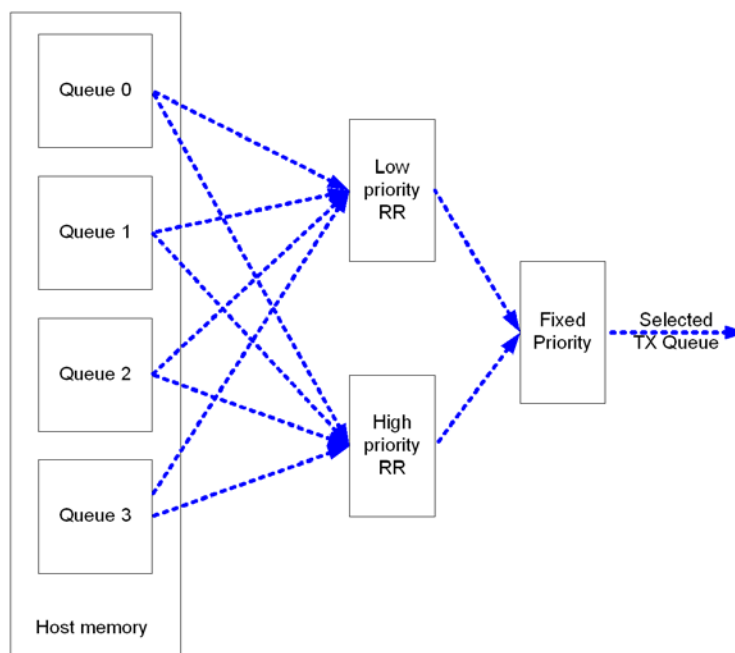 Queue 0
Queue 1
Queue 2
Queue 3
Host memory
Low
priority
RR
High
priority
RR
Fixed
Priority
Selected
TX Queue